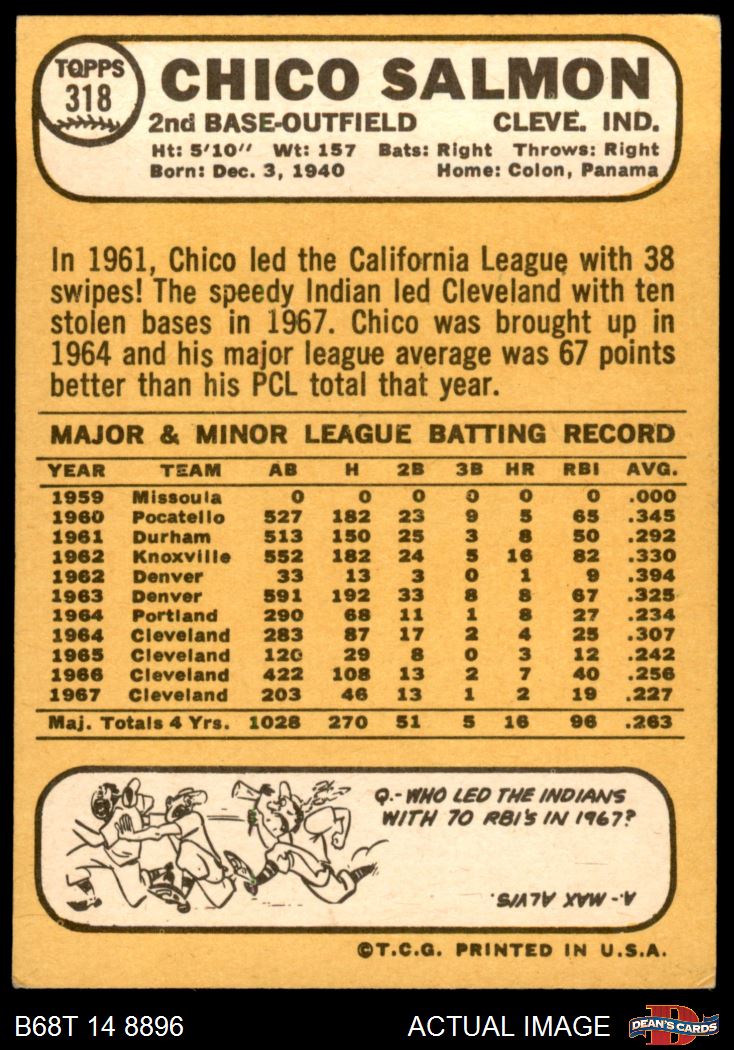 TOPPS
318
CHICO SALMON
2nd BASE-OUTFIELD CLEVE. IND.
Ht: 5'10" Wt: 157 Bats: Right Throws: Right
Born: Dec. 3, 1940 Home: Colon, Panama
In 1961, Chico led the California League with 38
swipes! The speedy Indian led Cleveland with ten
stolen bases in 1967. Chico was brought up in
1964 and his major league average was 67 points
better than his PCL total that year.
MAJOR & MINOR LEAGUE BATTING RECORD
YEAR TEAM AB H 2B 3B HR RBI AVG.
1959 Missoula 0 0 0 0 0 0 .000
1960 Pocatello 527 182 23 9 5 65 .345
1961 Durham 513 150 25 3 8 50 .292
1962 Knoxville 552 182 24 5 16 82 .330
1962 Denver 33 13 3 0 1 9 .394
1963 Denver 591 192 33 8 8 67 .325
1964 Portland 290 68 11 1 8 27 .234
1964 Cleveland 283 87 17 2 4 25 .307
1965 Cleveland 120 29 8 0 3 12 .242
1966 Cleveland 422 108 13 2 7 40 .256
1967 Cleveland 203 46 13 1 2 19 .227
Maj. Totals 4 Yrs. 1028 270 51 5 16 96 .263
Q.- WHO LED THE INDIANS
WITH 70 RBI'S IN 1967?
A.- MAX ALVIS.
©T.C.G. PRINTED IN U.S.A.
B68T 14 8896 ACTUAL IMAGE DEAN'S CARDS